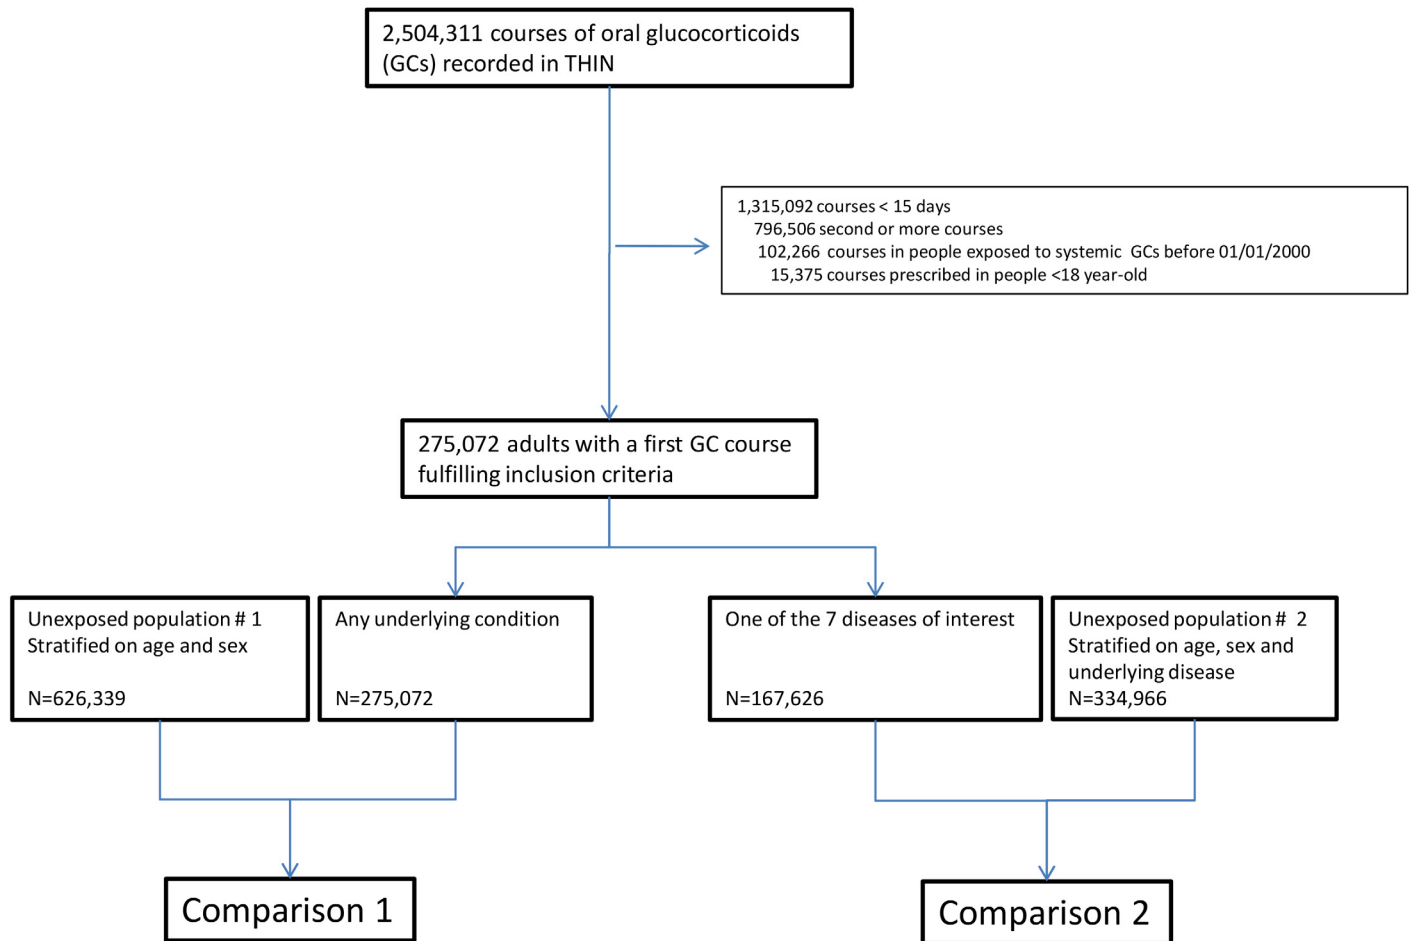 2,504,311 courses of oral glucocorticoids
(GCs) recorded in THIN
1,315,092 courses < 15 days
796,506 second or more courses
102,266 courses in people exposed to systemic GCs before 01/01/2000
15,375 courses prescribed in people <18 year-old
275,072 adults with a first GC course
fulfilling inclusion criteria
Unexposed population # 1
Stratified on age and sex
N=626,339
Any underlying condition
N=275,072
One of the 7 diseases of interest
N=167,626
Unexposed population # 2
Stratified on age, sex and
underlying disease
N=334,966
Comparison 1
Comparison 2